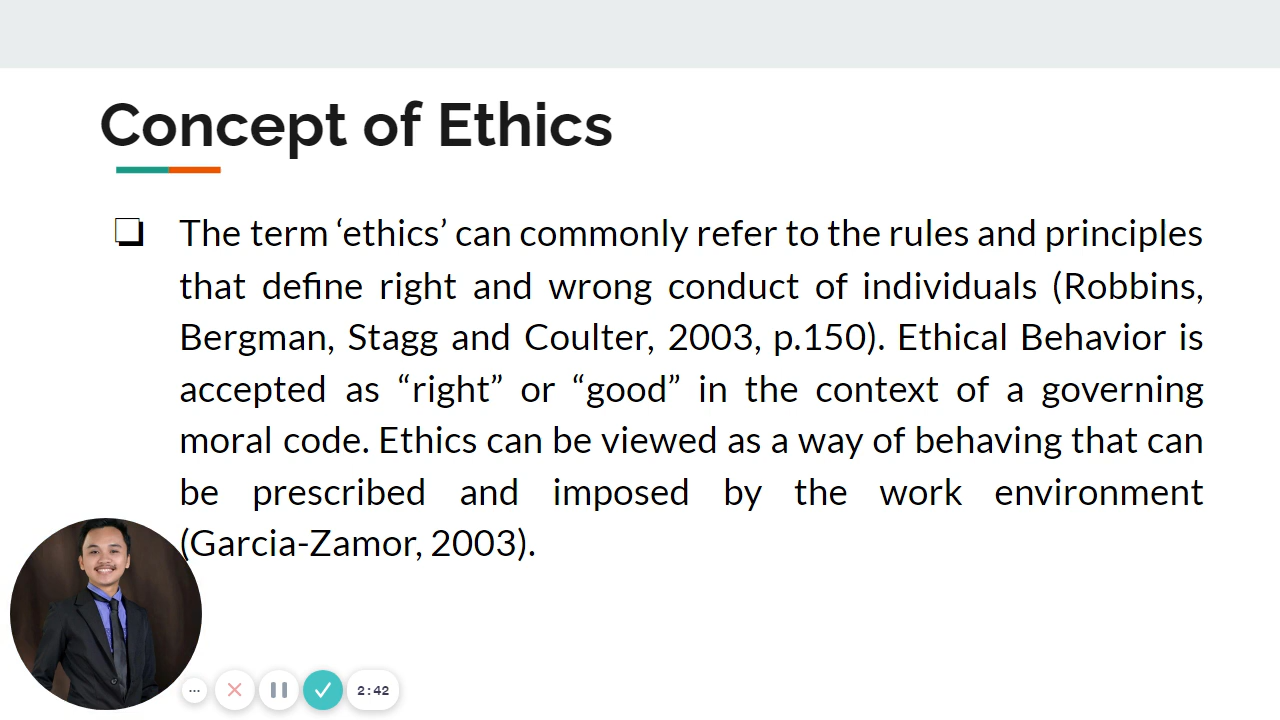 Concept of Ethics
❏ The term ‘ethics’ can commonly refer to the rules and principles
that define right and wrong conduct of individuals (Robbins,
Bergman, Stagg and Coulter, 2003, p.150). Ethical Behavior is
accepted as “right” or “good” in the context of a governing
moral code. Ethics can be viewed as a way of behaving that can
be prescribed and imposed by the work environment
(Garcia-Zamor, 2003).
2:42